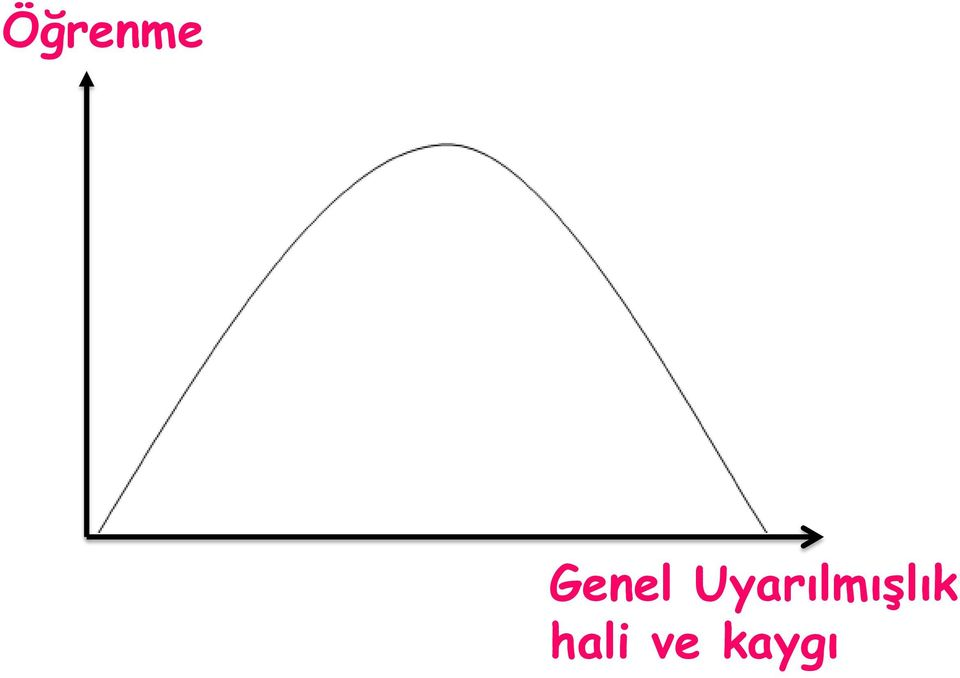 Öğrenme
Genel Uyarılmışlık
hali ve kaygı